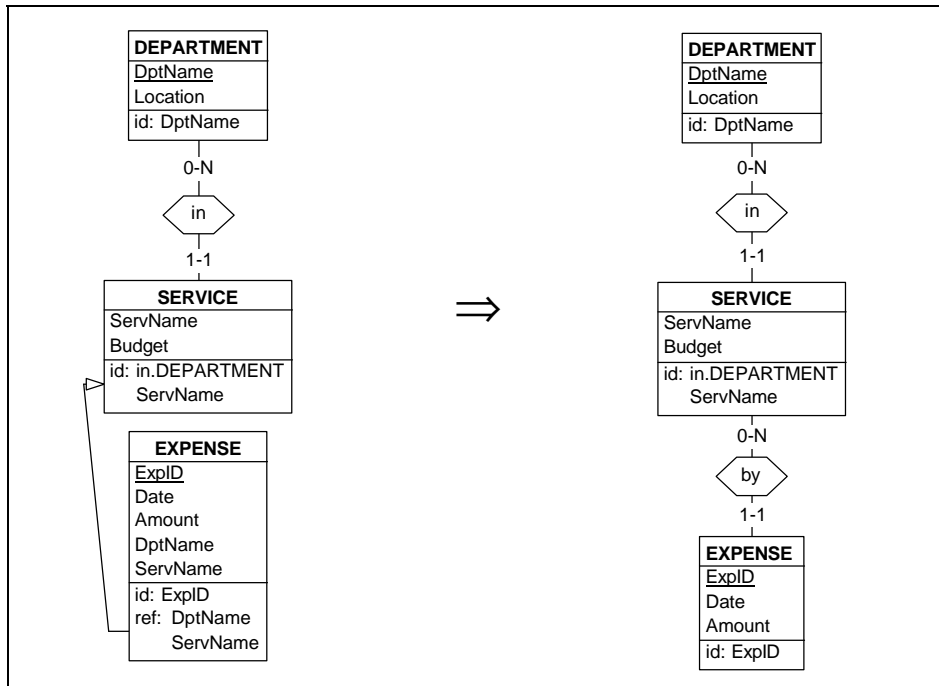 DEPARTMENT
DptName
Location
id: DptName
0-N
in
1-1
SERVICE
ServName
Budget
id: in.DEPARTMENT
ServName
EXPENSE
ExpID
Date
Amount
DptName
ServName
id: ExpID
ref: DptName
ServName
⇒
DEPARTMENT
DptName
Location
id: DptName
0-N
in
1-1
SERVICE
ServName
Budget
id: in.DEPARTMENT
ServName
0-N
by
1-1
EXPENSE
ExpID
Date
Amount
id: ExpID